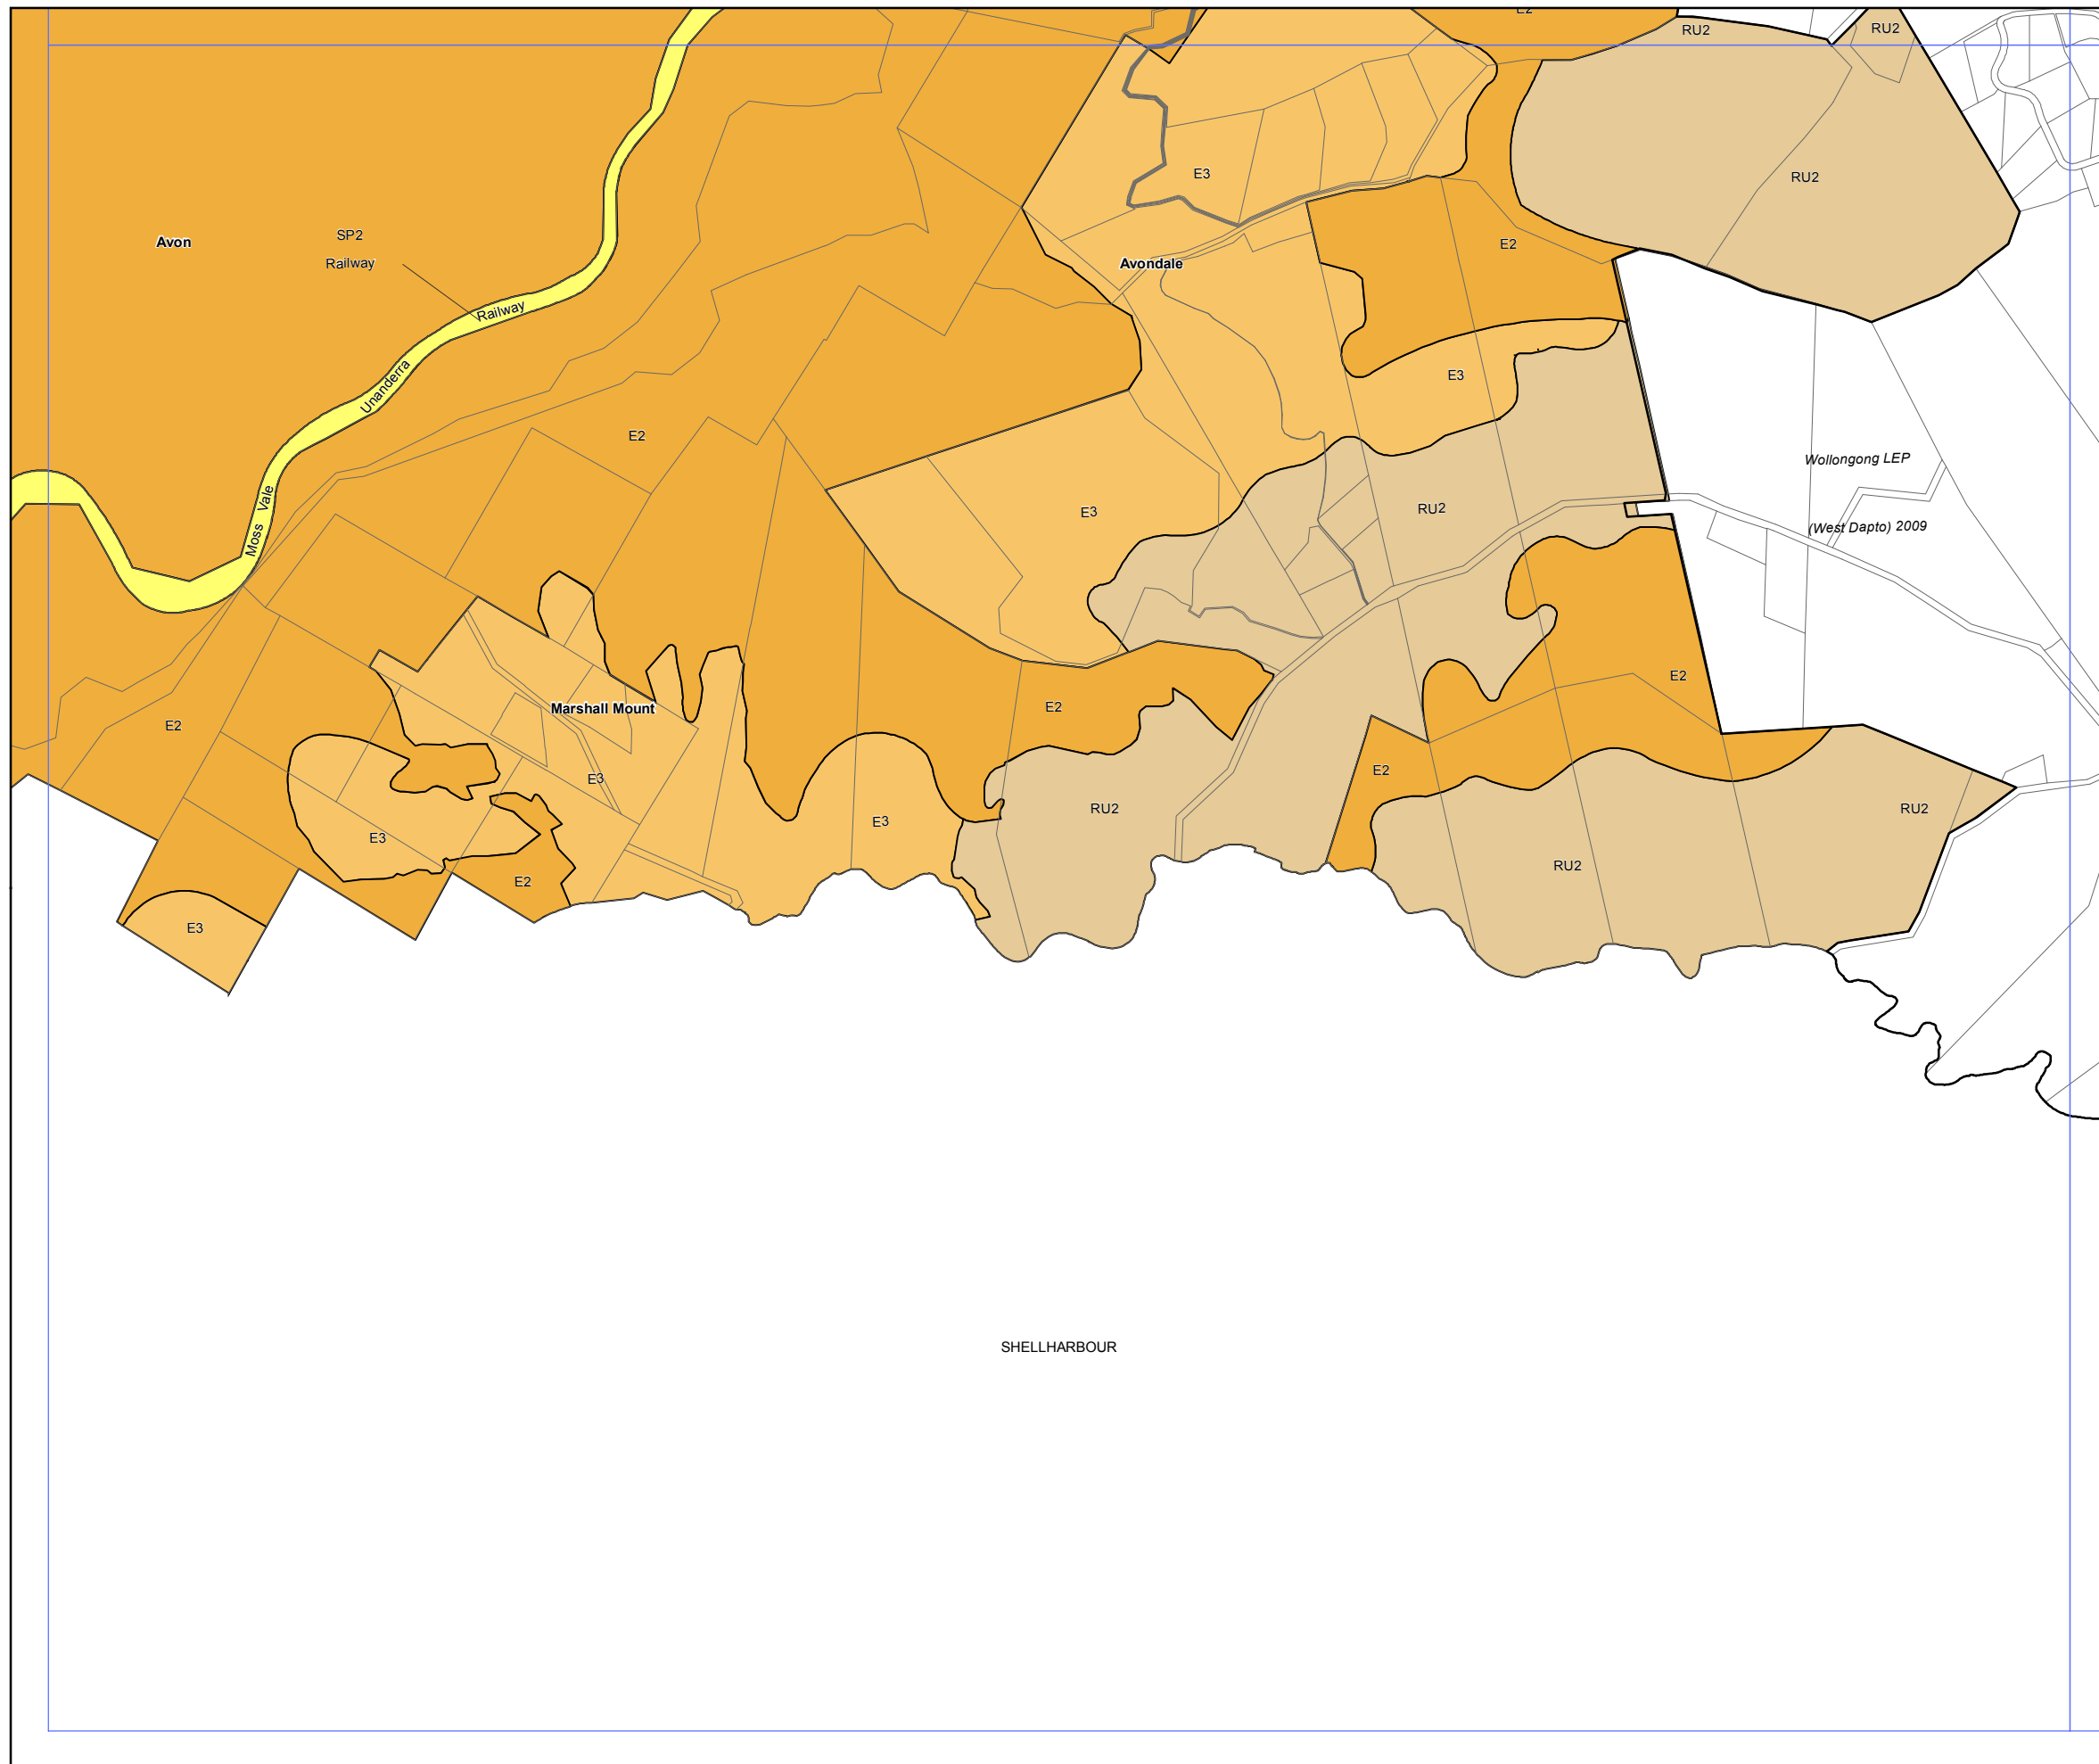 E2
RU2
RU2
E3
RU2
Avon
SP2
Railway
E2
Avondale
Railway
E3
Unanderra
E2
Wollongong LEP
(West Dapto) 2009
Moss Vale
E3
RU2
E2
E2
Marshall Mount
E2
E2
E3
RU2
RU2
E3
E3
RU2
E2
E3
SHELLHARBOUR